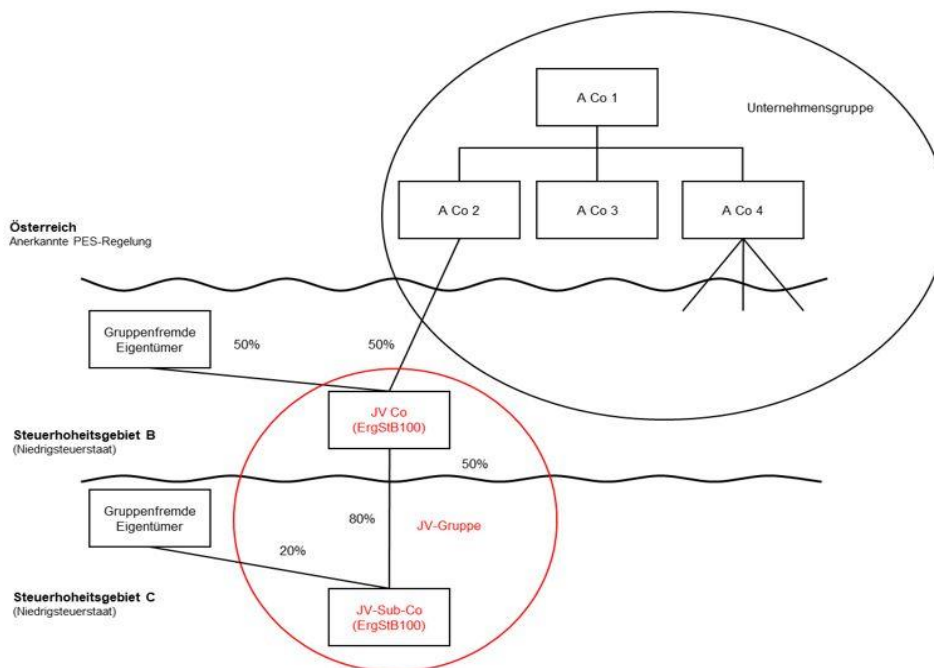 A Co 1
Unternehmensgruppe
A Co 2
A Co 3
A Co 4
Österreich
Anerkannte PES-Regelung
Gruppenfremde
Eigentümer
50%
50%
JV Co
(ErgStB100)
Steuerhoheitsgebiet B
(Niedrigsteuerstaat)
50%
Gruppenfremde
Eigentümer
80%
JV-Gruppe
20%
Steuerhoheitsgebiet C
(Niedrigsteuerstaat)
JV-Sub-Co
(ErgStB100)